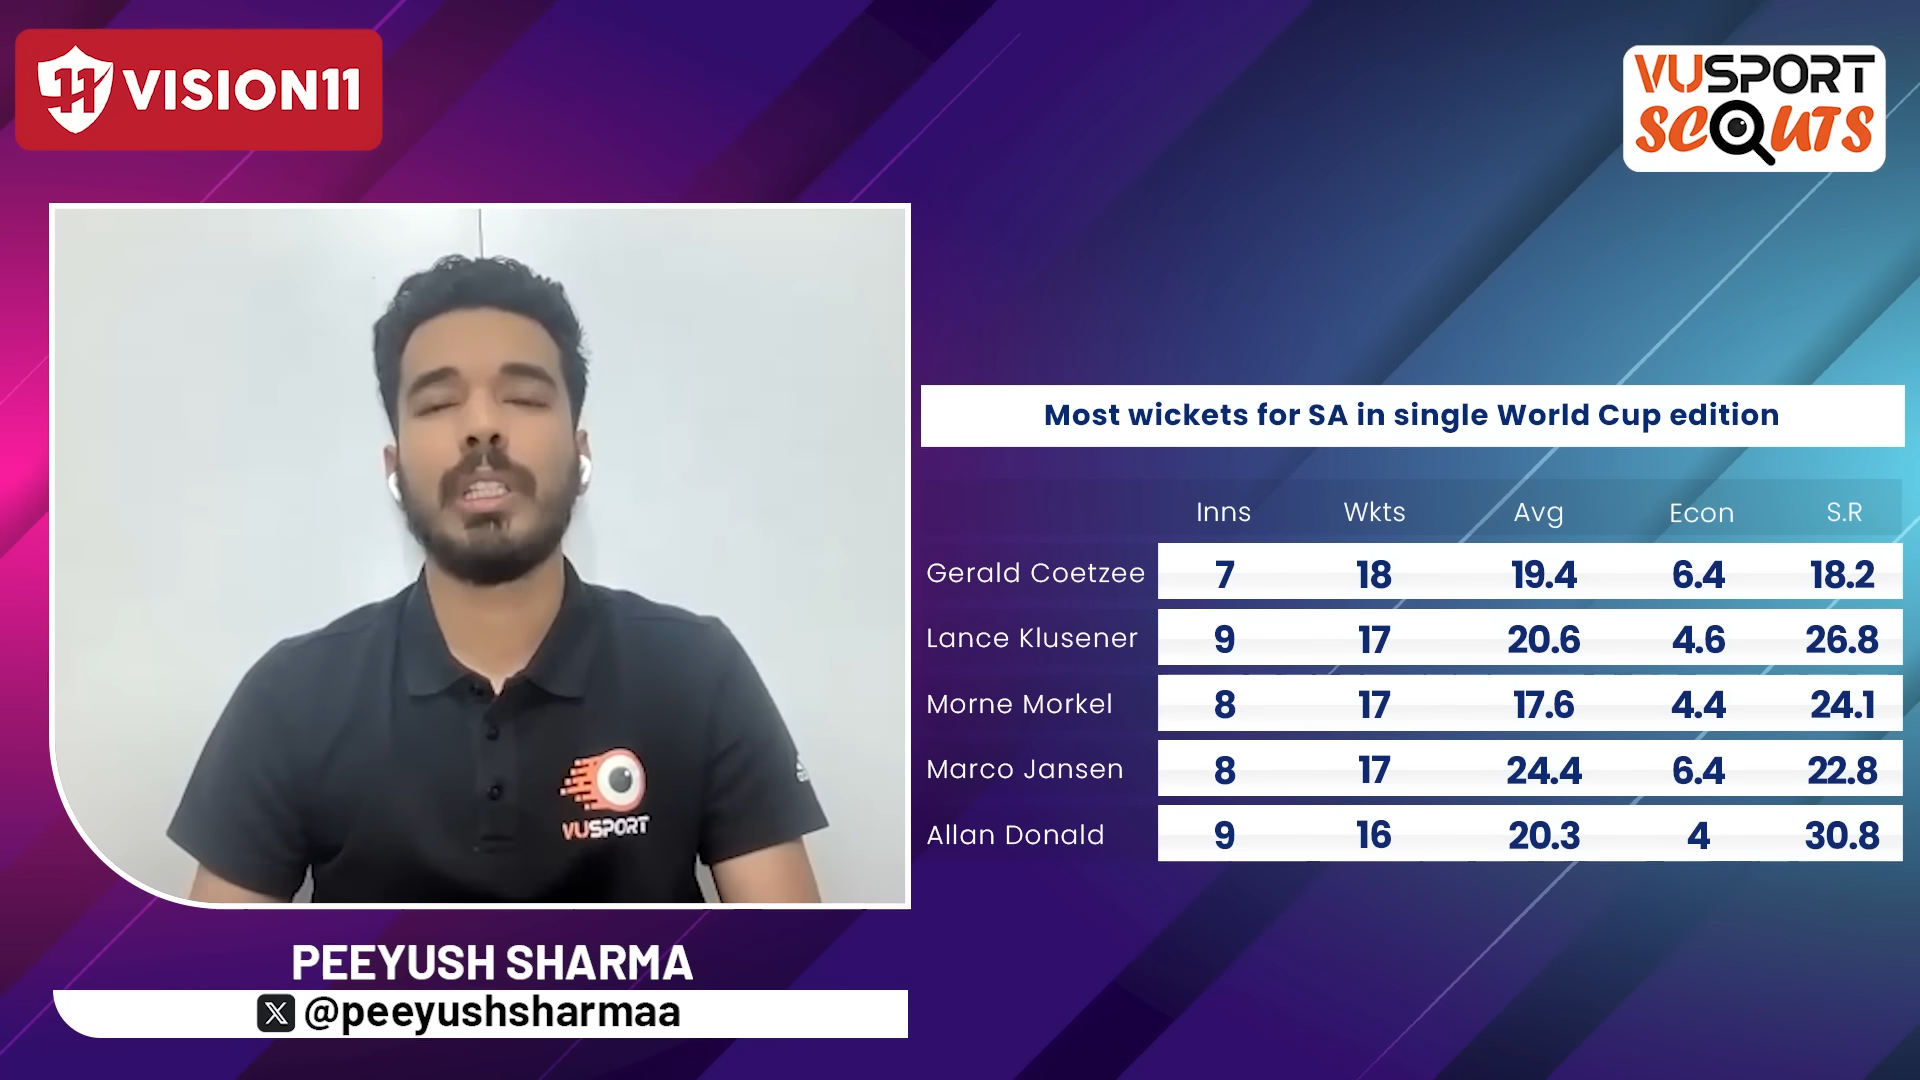 11 VISION11
VUSPORT
SCOUTS
Most wickets for SA in single World Cup edition
Inns Wkts Avg Econ S.R
Gerald Coetzee 7 18 19.4 6.4 18.2
Lance Klusener 9 17 20.6 4.6 26.8
Morne Morkel 8 17 17.6 4.4 24.1
Marco Jansen 8 17 24.4 6.4 22.8
Allan Donald 9 16 20.3 4 30.8
VUSPORT
PEEYUSH SHARMA
X @peeyushsharmaa